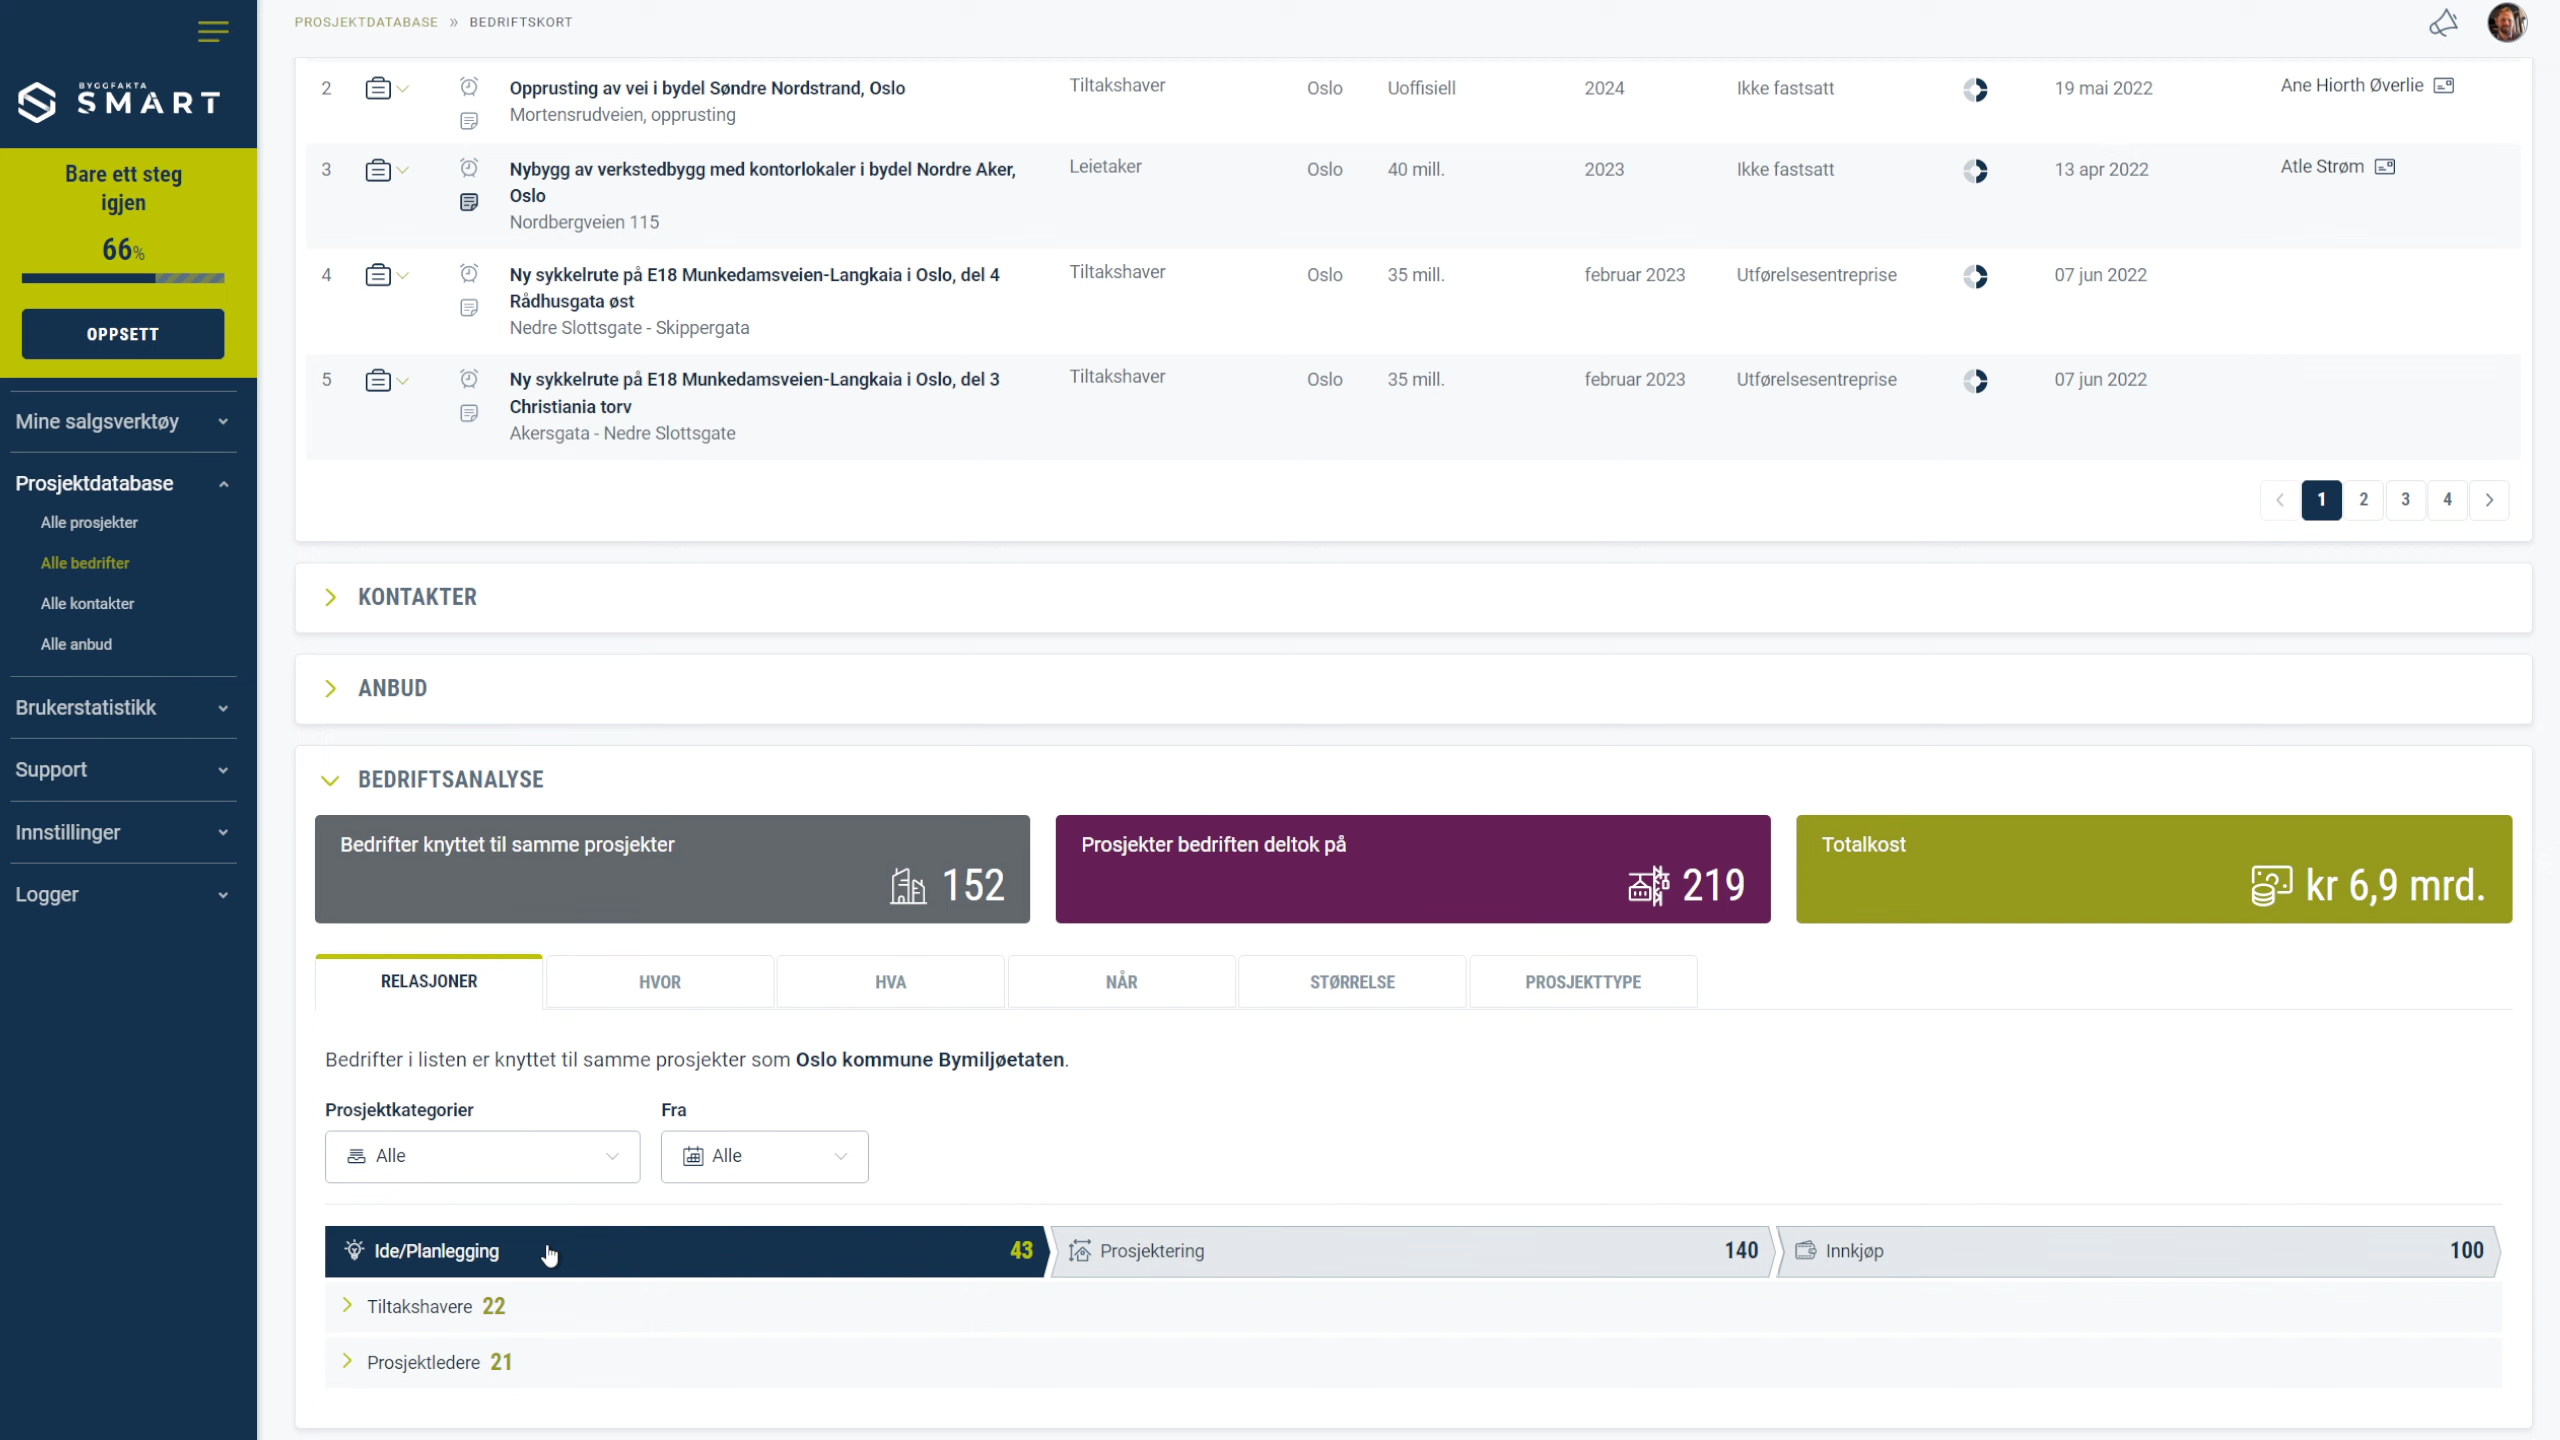 PROSJEKTDATABASE » BEDRIFTSKORT
BYGGFAKTA
SMART
Bare ett steg
igjen
66%
OPPSETT
Mine salgsverktøy
Prosjektdatabase
Alle prosjekter
Alle bedrifter
Alle kontakter
Alle anbud
Brukerstatistikk
Support
Innstillinger
Logger
2 Opprusting av vei i bydel Søndre Nordstrand, Oslo Tiltakshaver Oslo Uoffisiell 2024 Ikke fastsatt 19 mai 2022 Ane Hiorth Øverlie
Mortensrudveien, opprusting
3 Nybygg av verkstedbygg med kontorlokaler i bydel Nordre Aker, Leietaker Oslo 40 mill. 2023 Ikke fastsatt 13 apr 2022 Atle Strøm
Oslo
Nordbergveien 115
4 Ny sykkelrute på E18 Munkedamsveien-Langkaia i Oslo, del 4 Tiltakshaver Oslo 35 mill. februar 2023 Utførelsesentreprise 07 jun 2022
Rådhusgata øst
Nedre Slottsgate - Skippergata
5 Ny sykkelrute på E18 Munkedamsveien-Langkaia i Oslo, del 3 Tiltakshaver Oslo 35 mill. februar 2023 Utførelsesentreprise 07 jun 2022
Christiania torv
Akersgata - Nedre Slottsgate
1 2 3 4
KONTAKTER
ANBUD
BEDRIFTSANALYSE
Bedrifter knyttet til samme prosjekter
152
Prosjekter bedriften deltok på
219
Totalkost
kr 6,9 mrd.
RELASJONER HVOR HVA NÅR STØRRELSE PROSJEKTTYPE
Bedrifter i listen er knyttet til samme prosjekter som Oslo kommune Bymiljøetaten.
Prosjektkategorier Fra
Alle Alle
Ide/Planlegging 43 Prosjektering 140 Innkjøp 100
Tiltakshavere 22
Prosjektledere 21